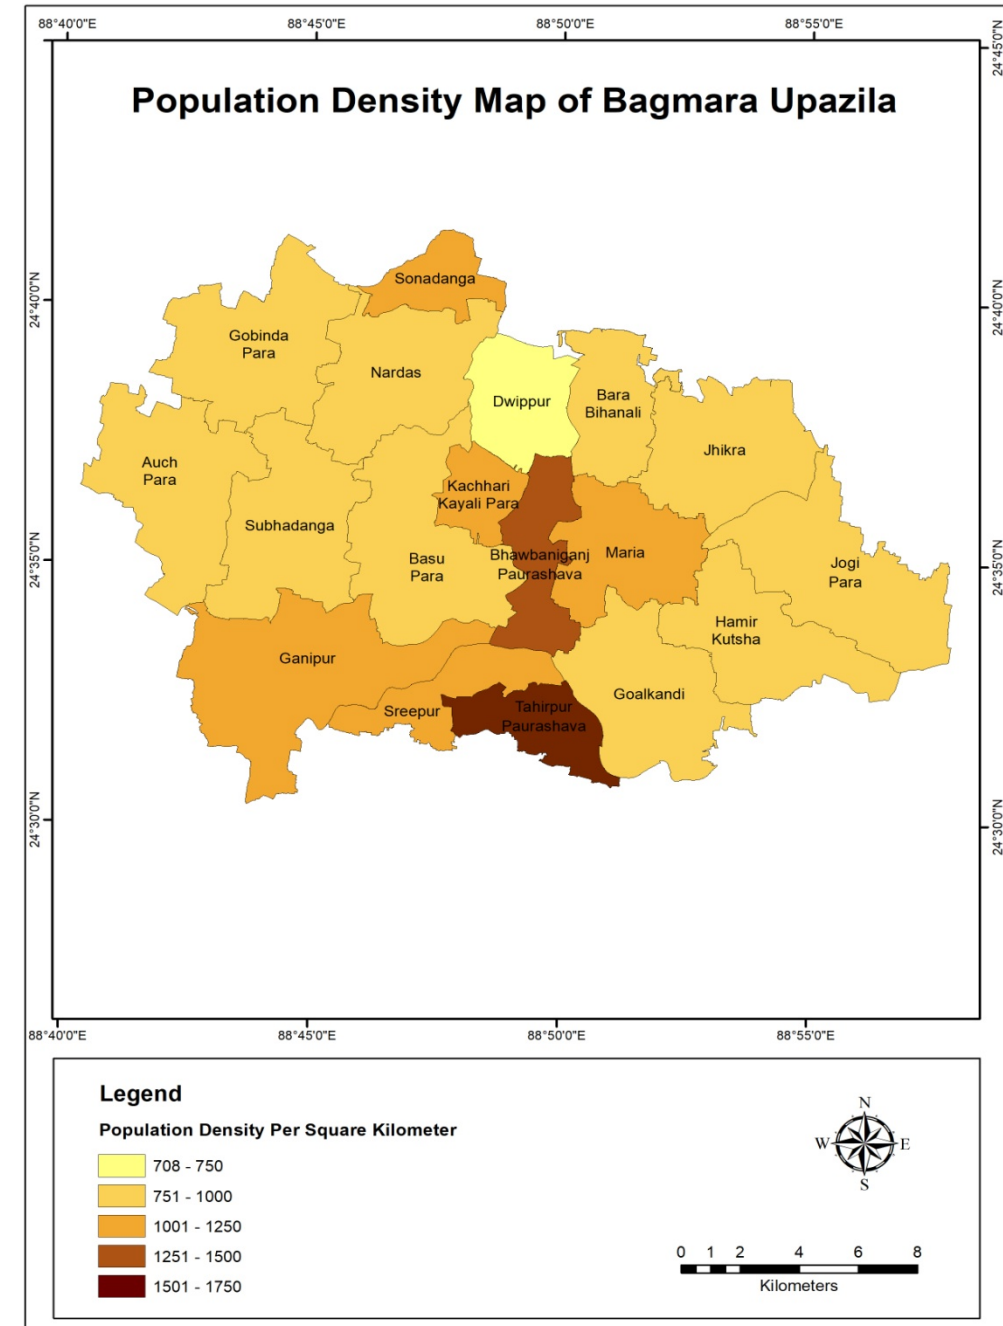 88°40'0"E
88°45'0"E
88°50'0"E
88°55'0"E
24°45'0"N
Population Density Map of Bagmara Upazila
Sonadanga
24°40'0"N
24°40'0"N
Gobinda
Para
Nardas
Dwippur
Bara
Bihanali
Jhikra
Auch
Para
Kachhari
Kayali Para
Subhadanga
Basu
Para
Bhawbaniganj
Paurashava
Maria
Jogi
Para
24°35'0"N
24°35'0"N
Hamir
Kutsha
Ganipur
Goalkandi
Sreepur
Tahirpur
Paurashava
24°30'0"N
24°30'0"N
88°40'0"E
88°45'0"E
88°50'0"E
88°55'0"E
Legend
Population Density Per Square Kilometer
708 - 750
751 - 1000
1001 - 1250
1251 - 1500
1501 - 1750
N
W
E
S
0 1 2 4 6 8
Kilometers